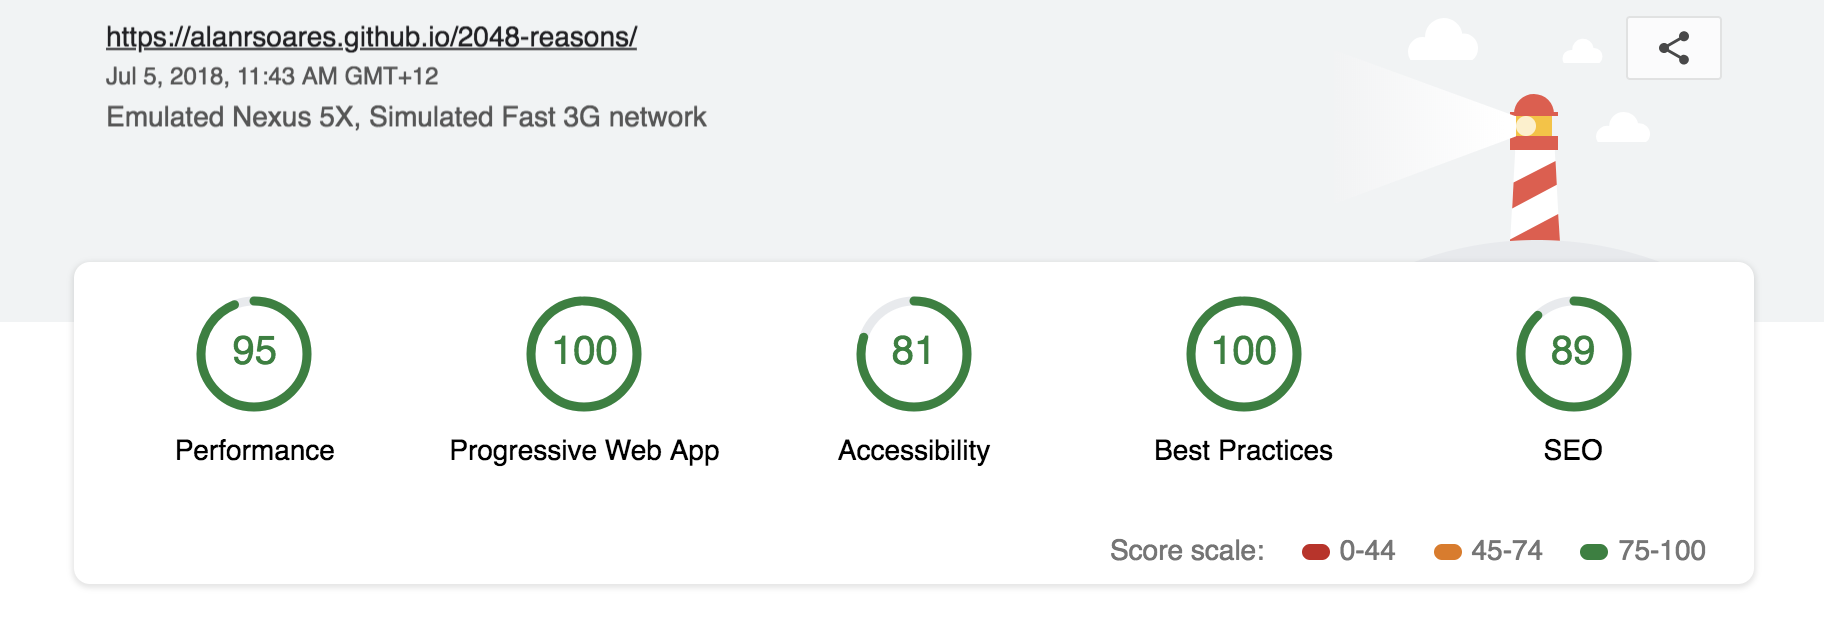 https://alanrsoares.github.io/2048-reasons/
Jul 5, 2018, 11:43 AM GMT+12
Emulated Nexus 5X, Simulated Fast 3G network
95 100 81 100 89
Performance Progressive Web App Accessibility Best Practices SEO
Score scale: 0-44 45-74 75-100